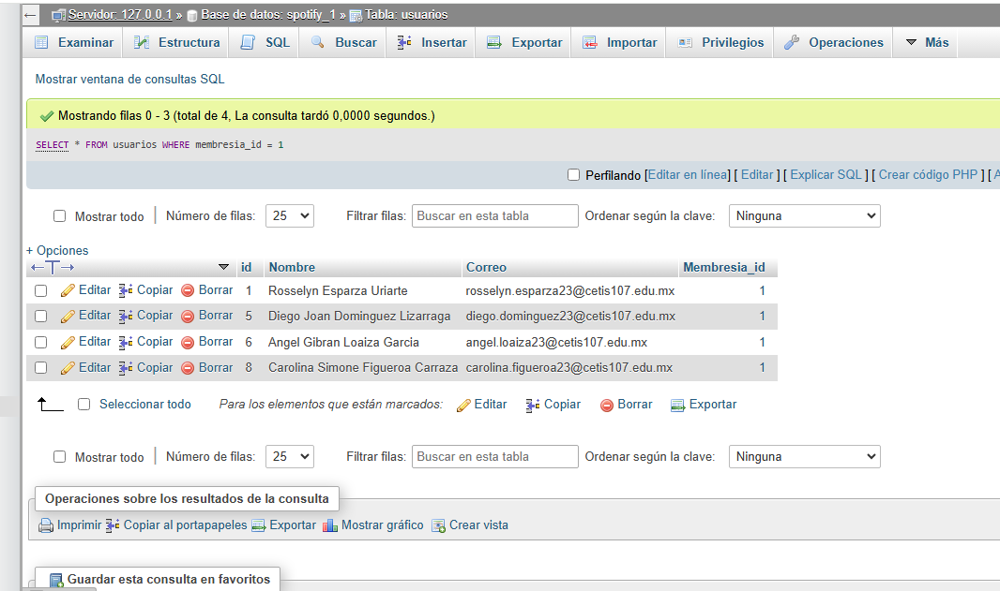 Servidor: 127.0.0.1 » Base de datos: spotify_1 » Tabla: usuarios
Examinar Estructura SQL Buscar Insertar Exportar Importar Privilegios Operaciones Más
Mostrar ventana de consultas SQL
Mostrando filas 0 - 3 (total de 4, La consulta tardó 0,0000 segundos.)
SELECT * FROM usuarios WHERE membresia_id = 1
Perfilando [Editar en línea] [ Editar ] [ Explicar SQL ] [ Crear código PHP ] [
Mostrar todo Número de filas: 25 Filtrar filas: Buscar en esta tabla Ordenar según la clave: Ninguna
+ Opciones
←T→ id Nombre Correo Membresia_id
Editar Copiar Borrar 1 Rosselyn Esparza Uriarte rosselyn.esparza23@cetis107.edu.mx 1
Editar Copiar Borrar 5 Diego Joan Dominguez Lizarraga diego.dominguez23@cetis107.edu.mx 1
Editar Copiar Borrar 6 Angel Gibran Loaiza Garcia angel.loaiza23@cetis107.edu.mx 1
Editar Copiar Borrar 8 Carolina Simone Figueroa Carraza carolina.figueroa23@cetis107.edu.mx 1
Seleccionar todo Para los elementos que están marcados: Editar Copiar Borrar Exportar
Mostrar todo Número de filas: 25 Filtrar filas: Buscar en esta tabla Ordenar según la clave: Ninguna
Operaciones sobre los resultados de la consulta
Imprimir Copiar al portapapeles Exportar Mostrar gráfico Crear vista
Guardar esta consulta en favoritos